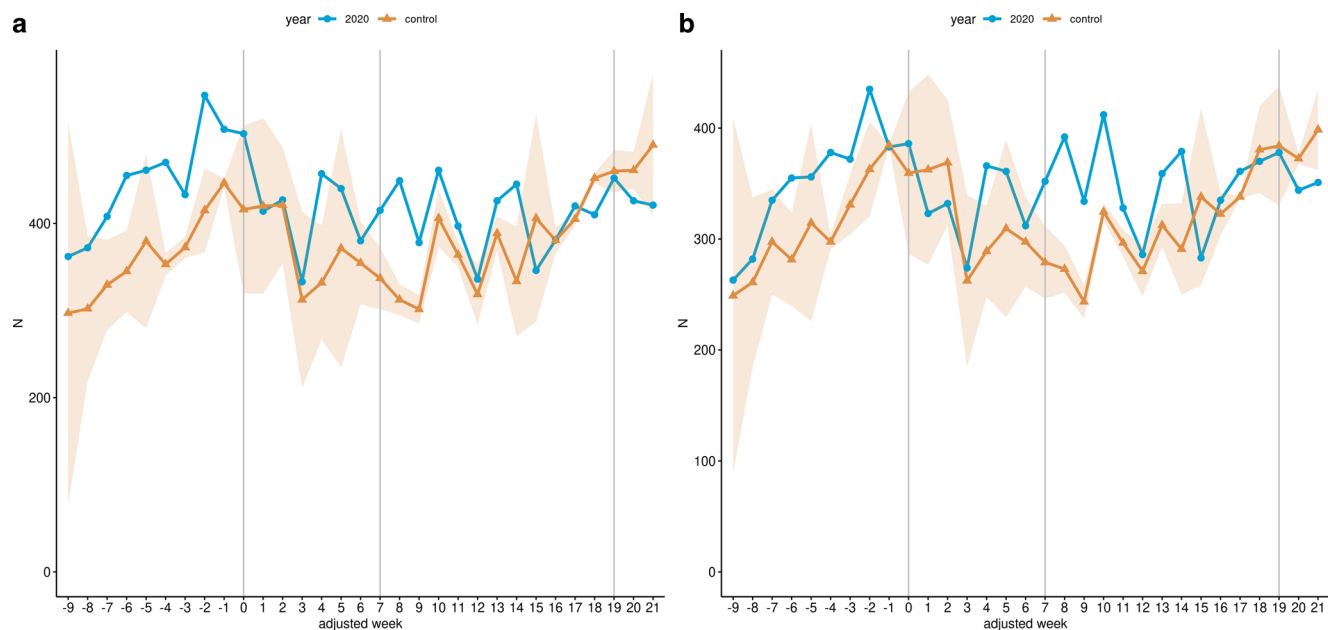 a
year 2020 control
N
400
200
0
-9 -8 -7 -6 -5 -4 -3 -2 -1 0 1 2 3 4 5 6 7 8 9 10 11 12 13 14 15 16 17 18 19 20 21
adjusted week
b
year 2020 control
N
400
300
200
100
0
-9 -8 -7 -6 -5 -4 -3 -2 -1 0 1 2 3 4 5 6 7 8 9 10 11 12 13 14 15 16 17 18 19 20 21
adjusted week